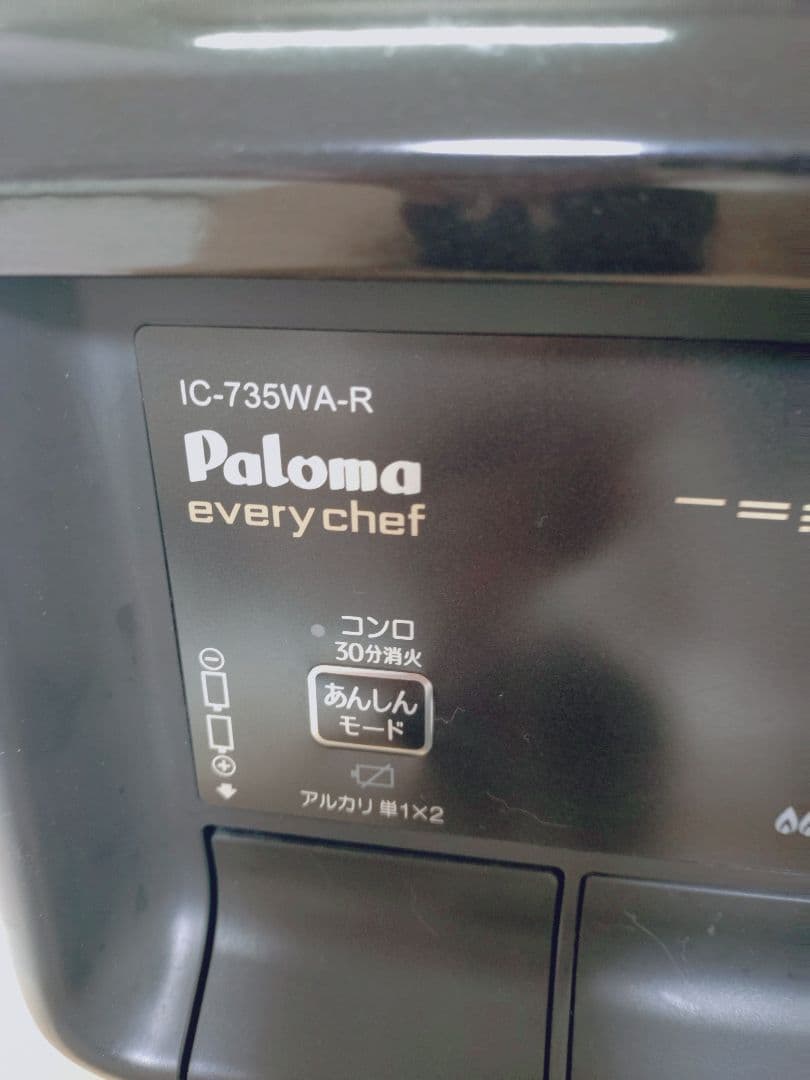 IC-735WA-R
Paloma
every chef
コンロ
30分消火
あんしん
モード
アルカリ 単1×2